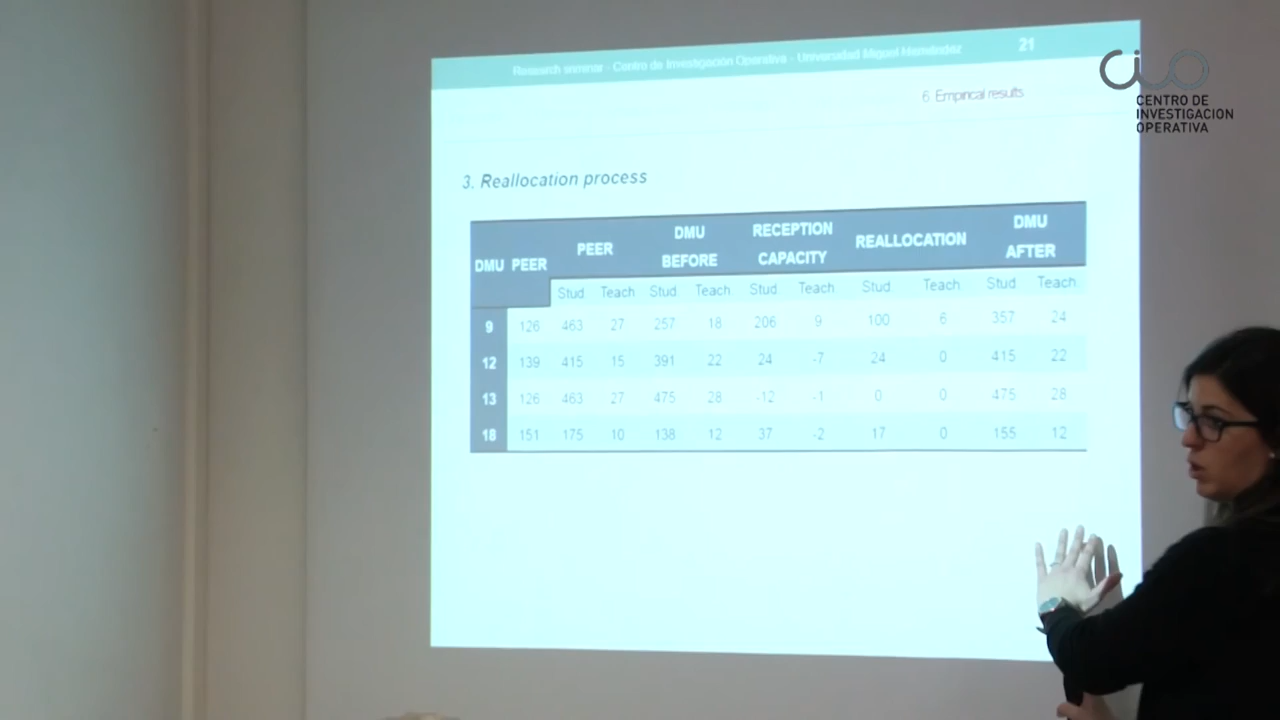 Research seminar - Centro de Investigación Operativa - Universidad Miguel Hernández 21
6 Empirical results
CENTRO DE
INVESTIGACION
OPERATIVA
3. Reallocation process
DMU PEER PEER DMU BEFORE RECEPTION CAPACITY REALLOCATION DMU AFTER
Stud Teach Stud Teach Stud Teach Stud Teach Stud Teach
9 126 463 27 257 18 206 9 100 6 357 24
12 139 415 15 391 22 24 -7 24 0 415 22
13 126 463 27 475 28 -12 -1 0 0 475 28
18 151 175 10 138 12 37 -2 17 0 155 12